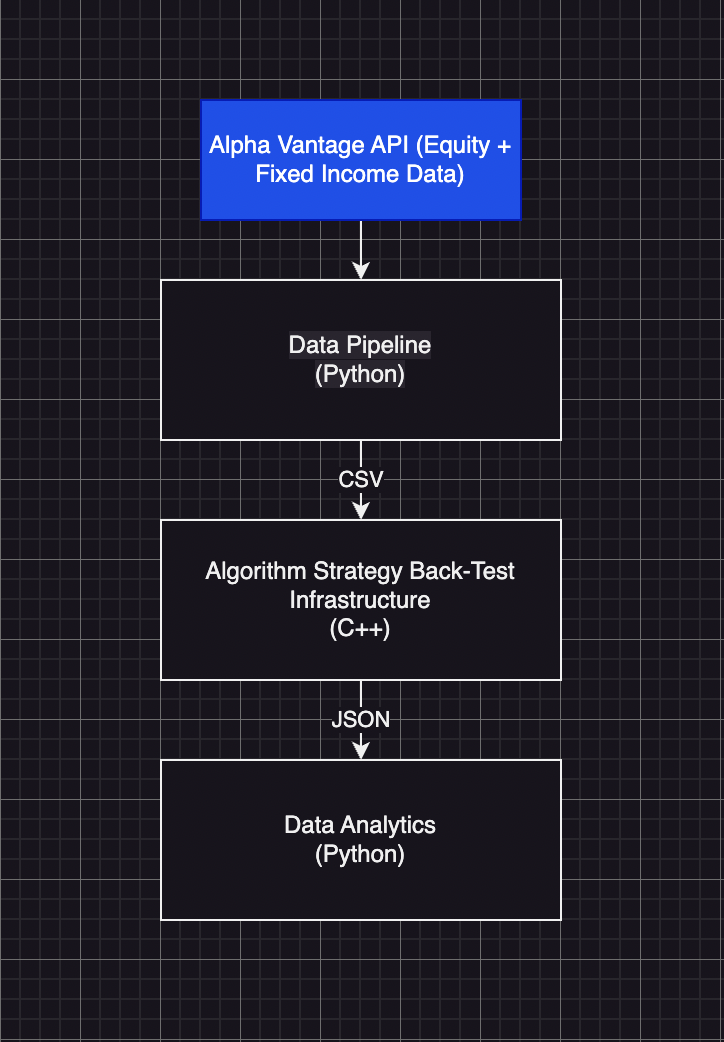 Alpha Vantage API (Equity +
Fixed Income Data)
Data Pipeline
(Python)
CSV
Algorithm Strategy Back-Test
Infrastructure
(C++)
JSON
Data Analytics
(Python)